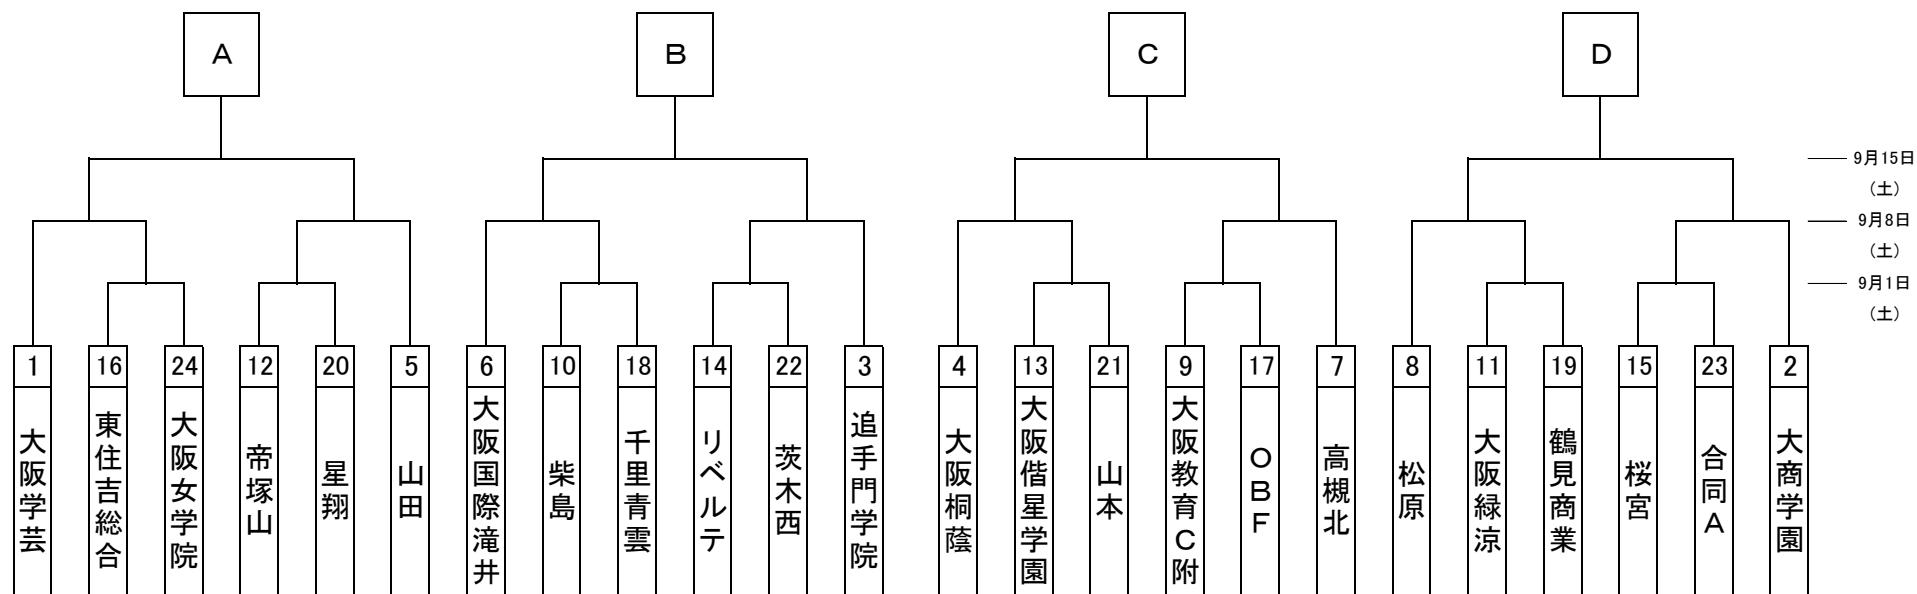 A
B
C
D
9月15日
（土）
9月8日
（土）
9月1日
（土）
1
大阪学芸
16
東住吉総合
24
大阪女学院
12
帝塚山
20
星翔
5
山田
6
大阪国際滝井
10
柴島
18
千里青雲
14
リベルテ
22
茨木西
3
追手門学院
4
大阪桐蔭
13
大阪偕星学園
21
山本
9
大阪教育C附
17
OBF
7
高槻北
8
松原
11
大阪緑涼
19
鶴見商業
15
桜宮
23
合同A
2
大商学園